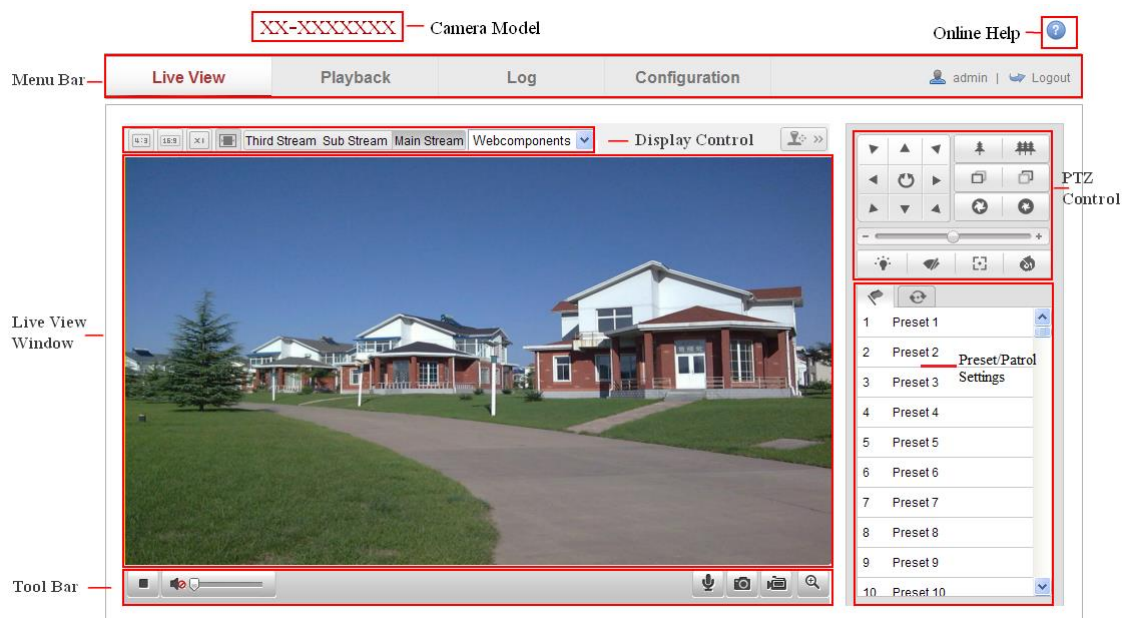 XX-XXXXXXX
Camera Model
Online Help
?
Menu Bar
Live View
Playback
Log
Configuration
admin | Logout
4:3
16:9
X1
Third Stream
Sub Stream
Main Stream
Webcomponents
Display Control
PTZ
Control
Live View
Window
1 Preset 1
2 Preset 2
3 Preset 3
4 Preset 4
5 Preset 5
6 Preset 6
7 Preset 7
8 Preset 8
9 Preset 9
10 Preset 10
Preset/Patrol
Settings
Tool Bar